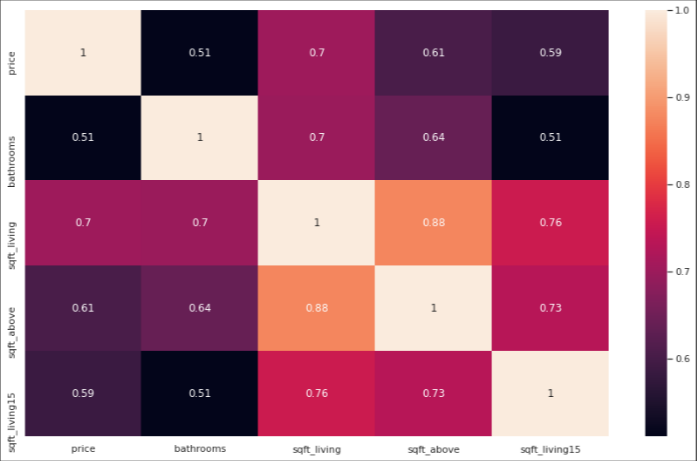 price 1 0.51 0.7 0.61 0.59
bathrooms 0.51 1 0.7 0.64 0.51
sqft_living 0.7 0.7 1 0.88 0.76
sqft_above 0.61 0.64 0.88 1 0.73
sqft_living15 0.59 0.51 0.76 0.73 1
price bathrooms sqft_living sqft_above sqft_living15
1.0
0.9
0.8
0.7
0.6